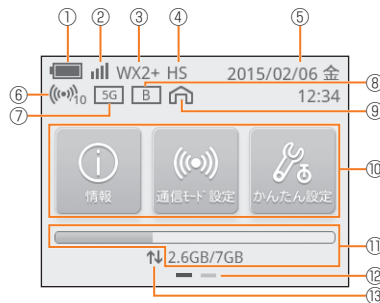 ① ② ③ ④ ⑤
WX2+ HS 2015/02/06 金
⑥ 10 5G B 12:34 ⑧
⑦ ⑨
情報 通信ﾓｰﾄﾞ設定 かんたん設定 ⑩
2.6GB/7GB ⑪
⑫
⑬